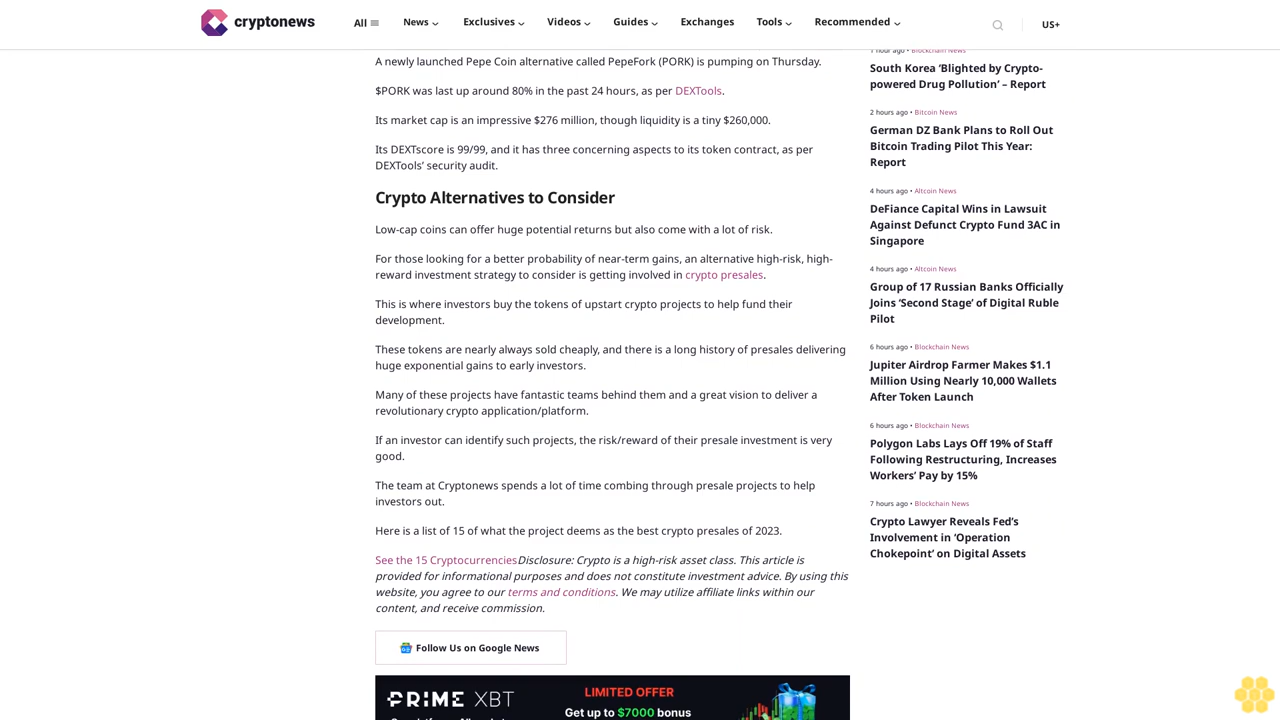 cryptonews
All
News
Exclusives
Videos
Guides
Exchanges
Tools
Recommended
US+
A newly launched Pepe Coin alternative called PepeFork (PORK) is pumping on Thursday.
$PORK was last up around 80% in the past 24 hours, as per DEXTools.
Its market cap is an impressive $276 million, though liquidity is a tiny $260,000.
Its DEXTscore is 99/99, and it has three concerning aspects to its token contract, as per
DEXTools’ security audit.
Crypto Alternatives to Consider
Low-cap coins can offer huge potential returns but also come with a lot of risk.
For those looking for a better probability of near-term gains, an alternative high-risk, high-
reward investment strategy to consider is getting involved in crypto presales.
This is where investors buy the tokens of upstart crypto projects to help fund their
development.
These tokens are nearly always sold cheaply, and there is a long history of presales delivering
huge exponential gains to early investors.
Many of these projects have fantastic teams behind them and a great vision to deliver a
revolutionary crypto application/platform.
If an investor can identify such projects, the risk/reward of their presale investment is very
good.
The team at Cryptonews spends a lot of time combing through presale projects to help
investors out.
Here is a list of 15 of what the project deems as the best crypto presales of 2023.
See the 15 CryptocurrenciesDisclosure: Crypto is a high-risk asset class. This article is
provided for informational purposes and does not constitute investment advice. By using this
website, you agree to our terms and conditions. We may utilize affiliate links within our
content, and receive commission.
Follow Us on Google News
PRIME XBT
LIMITED OFFER
Get up to $7000 bonus
1 hour ago • Blockchain News
South Korea ‘Blighted by Crypto-
powered Drug Pollution’ – Report
2 hours ago • Bitcoin News
German DZ Bank Plans to Roll Out
Bitcoin Trading Pilot This Year:
Report
4 hours ago • Altcoin News
DeFiance Capital Wins in Lawsuit
Against Defunct Crypto Fund 3AC in
Singapore
4 hours ago • Altcoin News
Group of 17 Russian Banks Officially
Joins ‘Second Stage’ of Digital Ruble
Pilot
6 hours ago • Blockchain News
Jupiter Airdrop Farmer Makes $1.1
Million Using Nearly 10,000 Wallets
After Token Launch
6 hours ago • Blockchain News
Polygon Labs Lays Off 19% of Staff
Following Restructuring, Increases
Workers’ Pay by 15%
7 hours ago • Blockchain News
Crypto Lawyer Reveals Fed’s
Involvement in ‘Operation
Chokepoint’ on Digital Assets